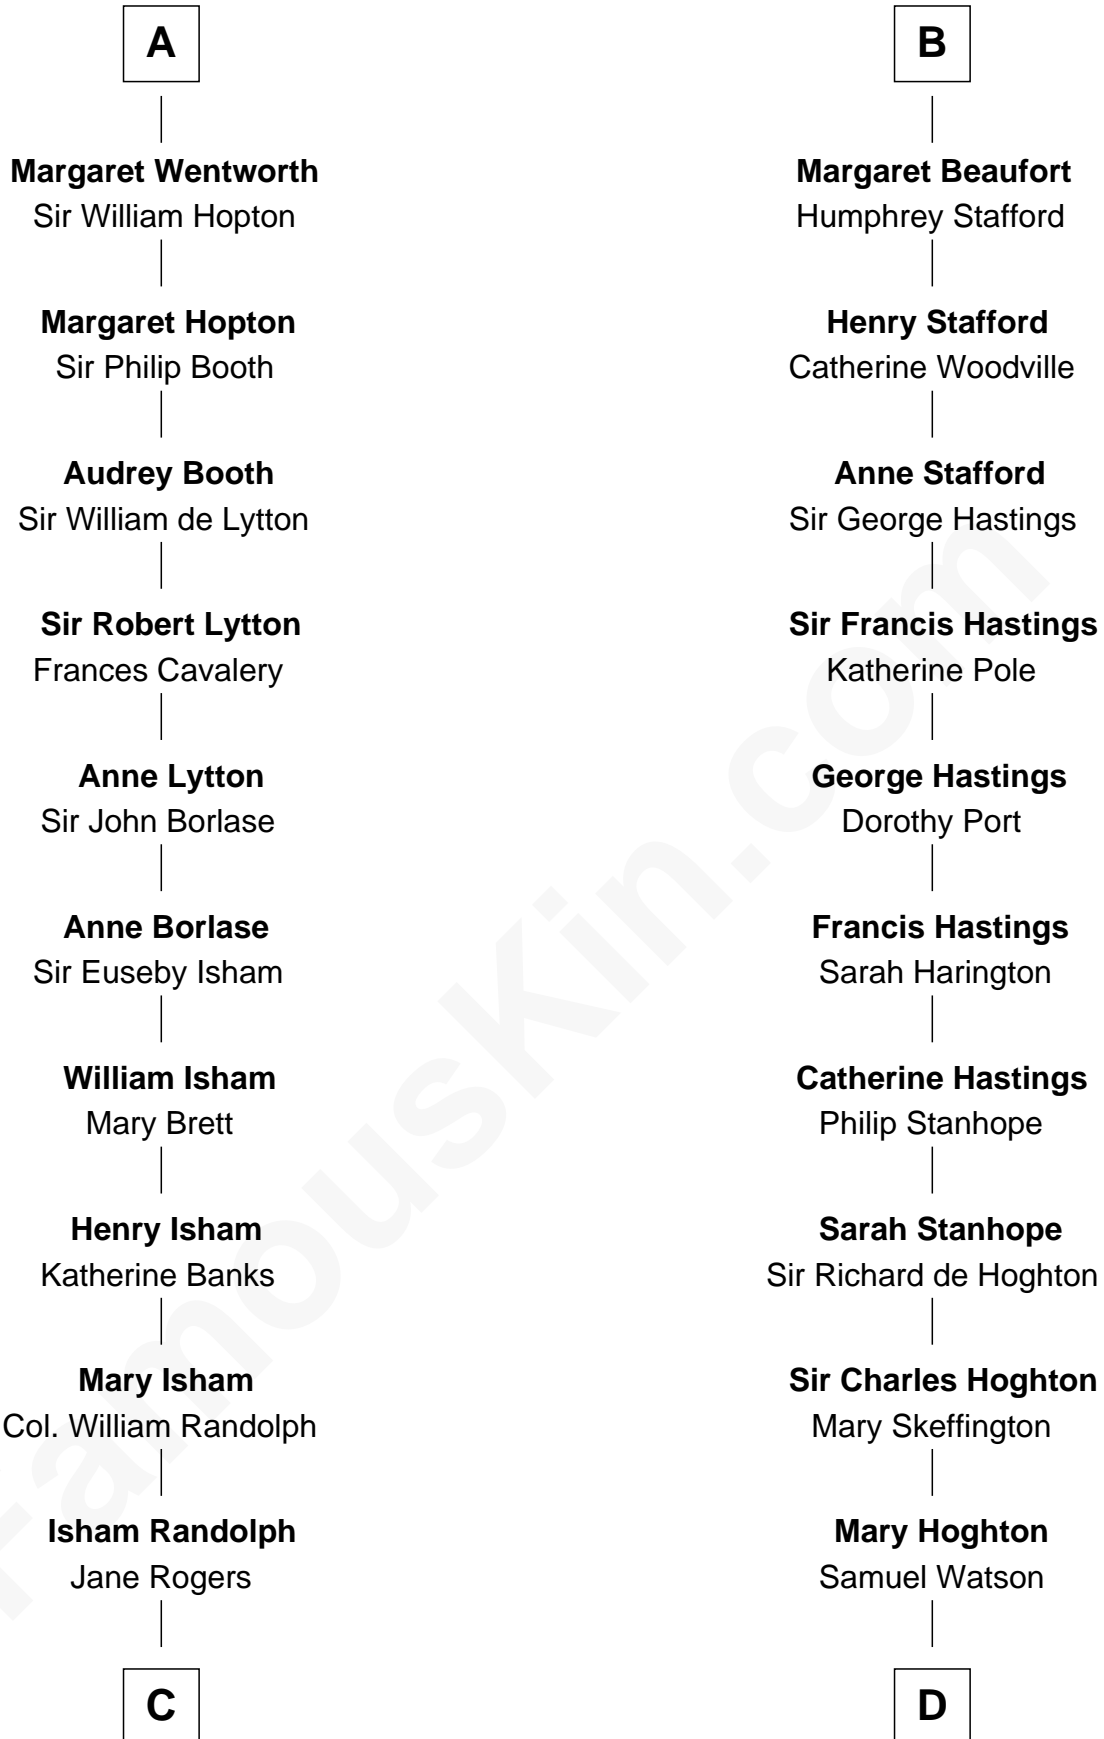 A
Margaret Wentworth
Sir William Hopton
Margaret Hopton
Sir Philip Booth
Audrey Booth
Sir William de Lytton
Sir Robert Lytton
Frances Cavalery
Anne Lytton
Sir John Borlase
Anne Borlase
Sir Euseby Isham
William Isham
Mary Brett
Henry Isham
Katherine Banks
Mary Isham
Col. William Randolph
Isham Randolph
Jane Rogers
C
B
Margaret Beaufort
Humphrey Stafford
Henry Stafford
Catherine Woodville
Anne Stafford
Sir George Hastings
Sir Francis Hastings
Katherine Pole
George Hastings
Dorothy Port
Francis Hastings
Sarah Harington
Catherine Hastings
Philip Stanhope
Sarah Stanhope
Sir Richard de Hoghton
Sir Charles Hoghton
Mary Skeffington
Mary Hoghton
Samuel Watson
D
FamousKin.com